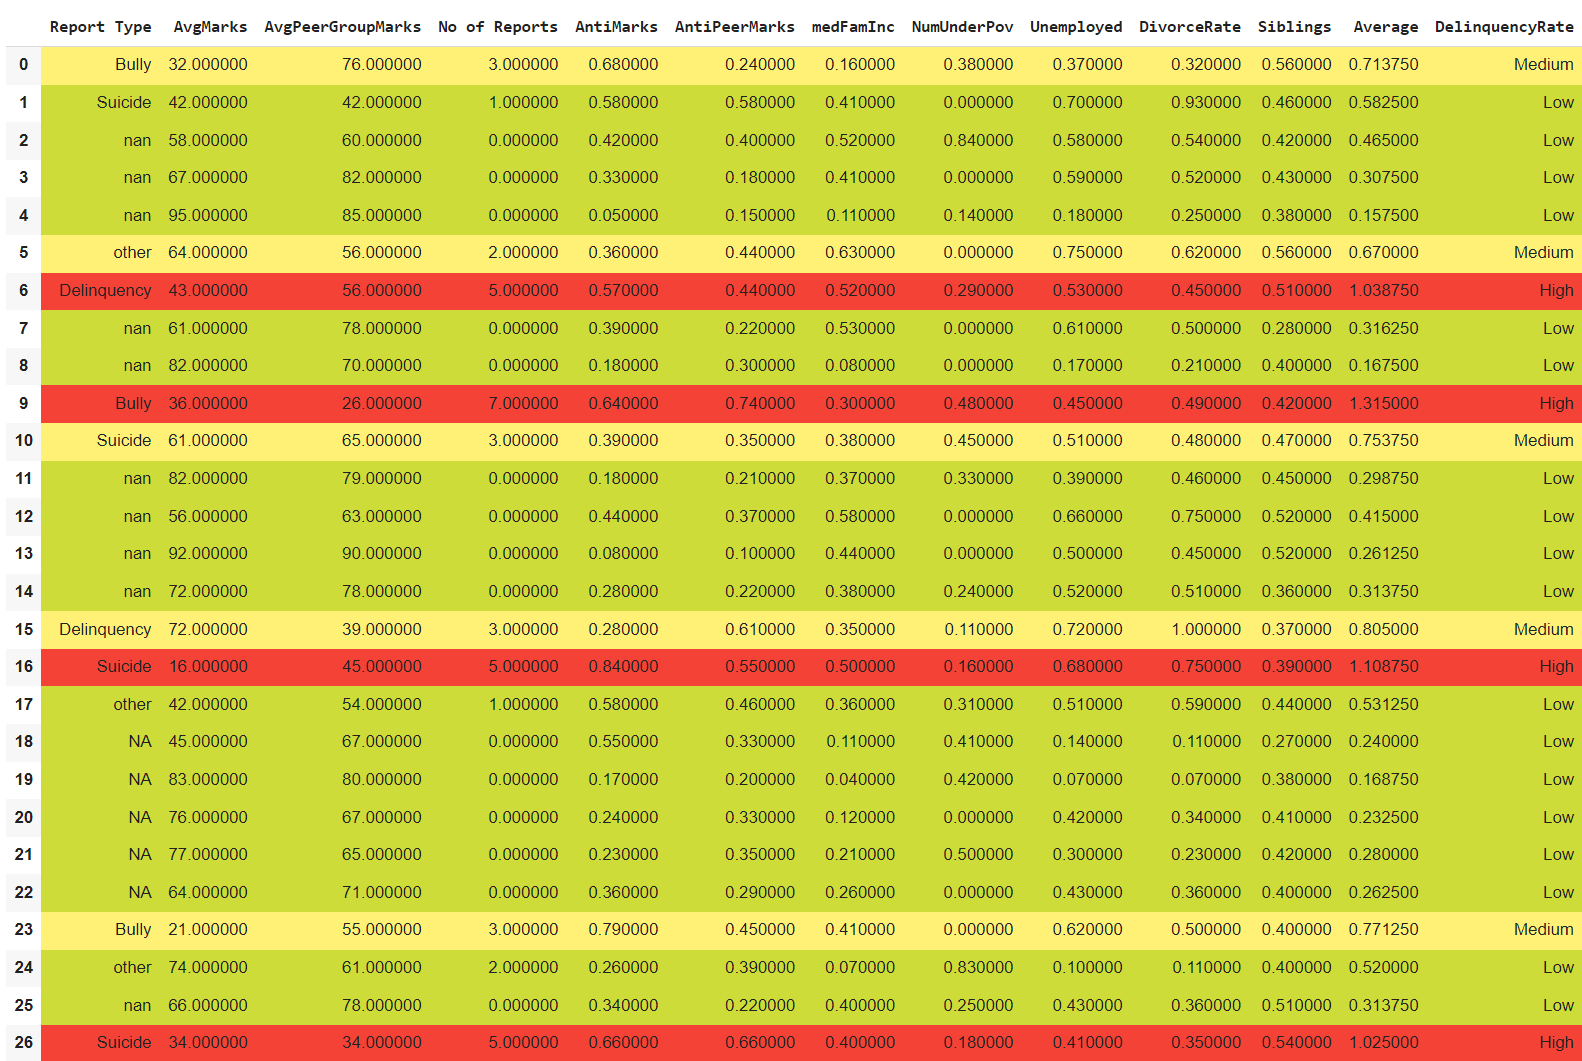 Report Type AvgMarks AvgPeerGroupMarks No of Reports AntiMarks AntiPeerMarks medFamInc NumUnderPov Unemployed DivorceRate Siblings Average DelinquencyRate
0 Bully 32.000000 76.000000 3.000000 0.680000 0.240000 0.160000 0.380000 0.370000 0.320000 0.560000 0.713750 Medium
1 Suicide 42.000000 42.000000 1.000000 0.580000 0.580000 0.410000 0.000000 0.700000 0.930000 0.460000 0.582500 Low
2 nan 58.000000 60.000000 0.000000 0.420000 0.400000 0.520000 0.840000 0.580000 0.540000 0.420000 0.465000 Low
3 nan 67.000000 82.000000 0.000000 0.330000 0.180000 0.410000 0.000000 0.590000 0.520000 0.430000 0.307500 Low
4 nan 95.000000 85.000000 0.000000 0.050000 0.150000 0.110000 0.140000 0.180000 0.250000 0.380000 0.157500 Low
5 other 64.000000 56.000000 2.000000 0.360000 0.440000 0.630000 0.000000 0.750000 0.620000 0.560000 0.670000 Medium
6 Delinquency 43.000000 56.000000 5.000000 0.570000 0.440000 0.520000 0.290000 0.530000 0.450000 0.510000 1.038750 High
7 nan 61.000000 78.000000 0.000000 0.390000 0.220000 0.530000 0.000000 0.610000 0.500000 0.280000 0.316250 Low
8 nan 82.000000 70.000000 0.000000 0.180000 0.300000 0.080000 0.000000 0.170000 0.210000 0.400000 0.167500 Low
9 Bully 36.000000 26.000000 7.000000 0.640000 0.740000 0.300000 0.480000 0.450000 0.490000 0.420000 1.315000 High
10 Suicide 61.000000 65.000000 3.000000 0.390000 0.350000 0.380000 0.450000 0.510000 0.480000 0.470000 0.753750 Medium
11 nan 82.000000 79.000000 0.000000 0.180000 0.210000 0.370000 0.330000 0.390000 0.460000 0.450000 0.298750 Low
12 nan 56.000000 63.000000 0.000000 0.440000 0.370000 0.580000 0.000000 0.660000 0.750000 0.520000 0.415000 Low
13 nan 92.000000 90.000000 0.000000 0.080000 0.100000 0.440000 0.000000 0.500000 0.450000 0.520000 0.261250 Low
14 nan 72.000000 78.000000 0.000000 0.280000 0.220000 0.380000 0.240000 0.520000 0.510000 0.360000 0.313750 Low
15 Delinquency 72.000000 39.000000 3.000000 0.280000 0.610000 0.350000 0.110000 0.720000 1.000000 0.370000 0.805000 Medium
16 Suicide 16.000000 45.000000 5.000000 0.840000 0.550000 0.500000 0.160000 0.680000 0.750000 0.390000 1.108750 High
17 other 42.000000 54.000000 1.000000 0.580000 0.460000 0.360000 0.310000 0.510000 0.590000 0.440000 0.531250 Low
18 NA 45.000000 67.000000 0.000000 0.550000 0.330000 0.110000 0.410000 0.140000 0.110000 0.270000 0.240000 Low
19 NA 83.000000 80.000000 0.000000 0.170000 0.200000 0.040000 0.420000 0.070000 0.070000 0.380000 0.168750 Low
20 NA 76.000000 67.000000 0.000000 0.240000 0.330000 0.120000 0.000000 0.420000 0.340000 0.410000 0.232500 Low
21 NA 77.000000 65.000000 0.000000 0.230000 0.350000 0.210000 0.500000 0.300000 0.230000 0.420000 0.280000 Low
22 NA 64.000000 71.000000 0.000000 0.360000 0.290000 0.260000 0.000000 0.430000 0.360000 0.400000 0.262500 Low
23 Bully 21.000000 55.000000 3.000000 0.790000 0.450000 0.410000 0.000000 0.620000 0.500000 0.400000 0.771250 Medium
24 other 74.000000 61.000000 2.000000 0.260000 0.390000 0.070000 0.830000 0.100000 0.110000 0.400000 0.520000 Low
25 nan 66.000000 78.000000 0.000000 0.340000 0.220000 0.400000 0.250000 0.430000 0.360000 0.510000 0.313750 Low
26 Suicide 34.000000 34.000000 5.000000 0.660000 0.660000 0.400000 0.180000 0.410000 0.350000 0.540000 1.025000 High